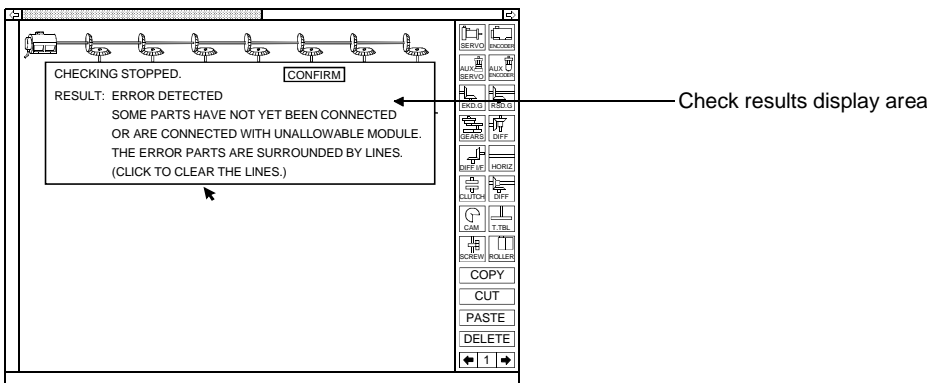 CHECKING STOPPED. CONFIRM
RESULT: ERROR DETECTED
SOME PARTS HAVE NOT YET BEEN CONNECTED
OR ARE CONNECTED WITH UNALLOWABLE MODULE.
THE ERROR PARTS ARE SURROUNDED BY LINES.
(CLICK TO CLEAR THE LINES.)
Check results display area
SERVO ENCODER
AUX SERVO AUX ENCODER
EKD.G RSD.G
GEARS DIFF
DIFF I/F HORIZ
CLUTCH DIFF
CAM T.TBL
SCREW ROLLER
COPY
CUT
PASTE
DELETE
1